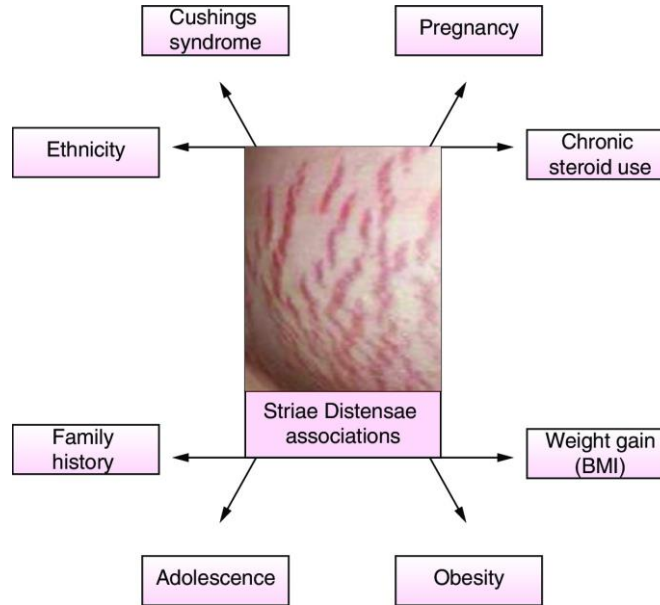 Cushings
syndrome
Pregnancy
Ethnicity
Chronic
steroid use
Striae Distensae
associations
Family
history
Weight gain
(BMI)
Adolescence
Obesity